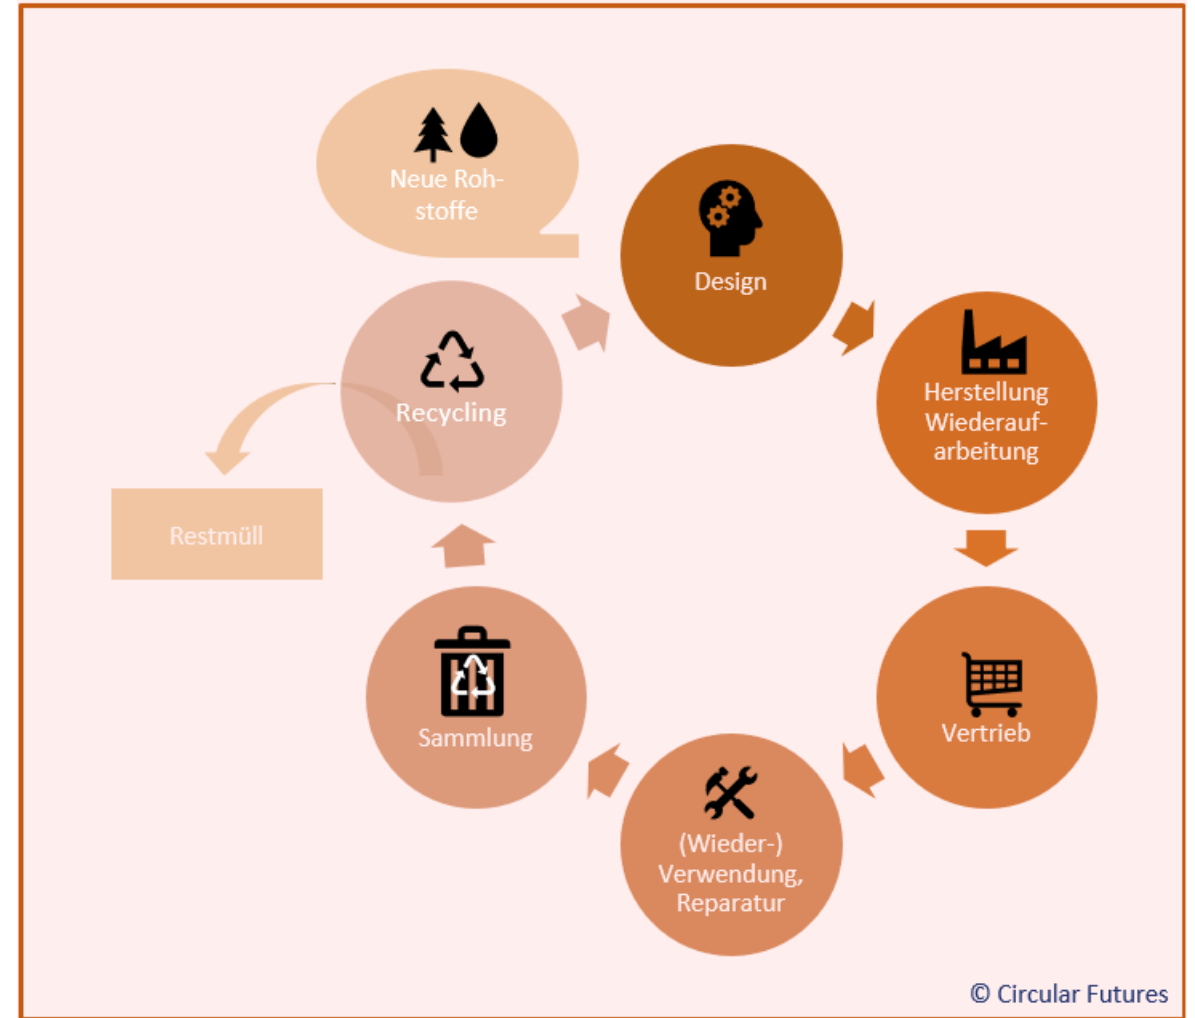 Neue Roh-
stoffe
Design
Herstellung
Wiederauf-
arbeitung
Vertrieb
(Wieder-)
Verwendung,
Reparatur
Sammlung
Recycling
Restmüll
© Circular Futures